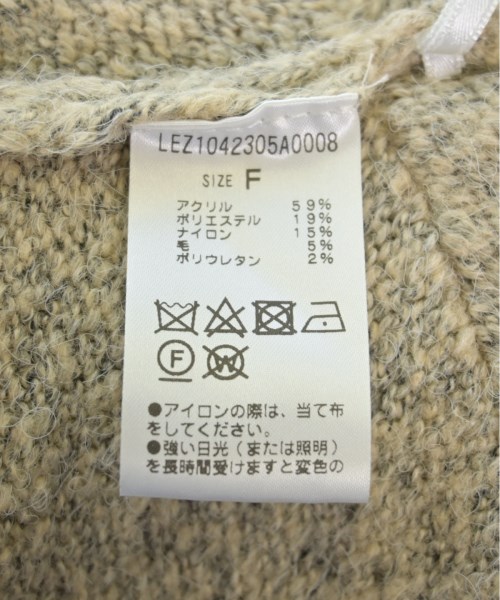 LEZ1042305A0008
SIZE F
アクリル 59%
ポリエステル 19%
ナイロン 15%
毛 5%
ポリウレタン 2%
F W
●アイロンの際は、当て布
をしてください。
●強い日光(または照明)
を長時間受けますと変色の